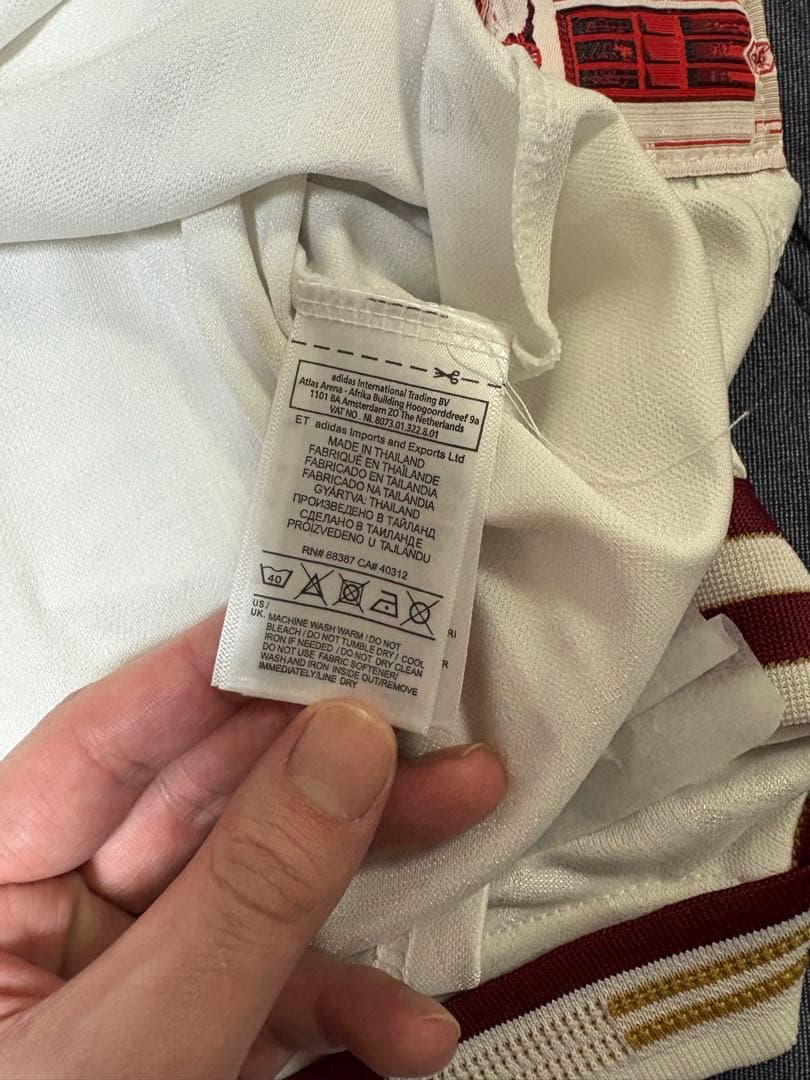 adidas International Trading BV
Atlas Arena - Afrika Building Hoogoorddreef 9a
1101 BA Amsterdam ZO The Netherlands
VAT NO. NL 8073.01.322.8.01
ET adidas Imports and Exports Ltd
MADE IN THAILAND
FABRIQUÉ EN THAÏLANDE
FABRICADO EN TAILANDIA
FABRICADO NA TAILÂNDIA
GYÁRTVA: THAILAND
ПРОИЗВЕДЕНО В ТАЙЛАНД
СДЕЛАНО В ТАИЛАНДЕ
PROIZVEDENO U TAJLANDU
RN# 88387 CA# 40312
40
US/
UK. MACHINE WASH WARM / DO NOT
BLEACH / DO NOT TUMBLE DRY / COOL
IRON IF NEEDED / DO NOT DRY CLEAN
DO NOT USE FABRIC SOFTENER/
WASH AND IRON INSIDE OUT/REMOVE
IMMEDIATELY/LINE DRY
RI
R